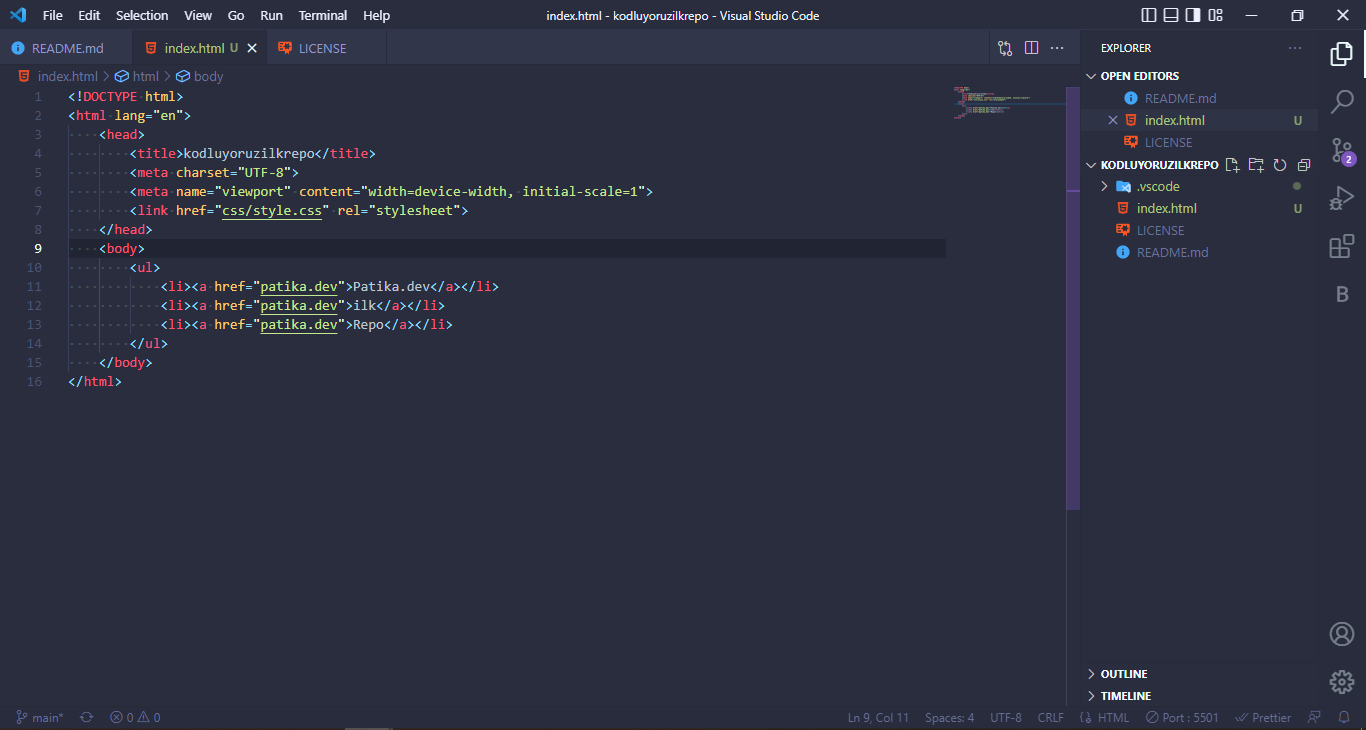 File Edit Selection View Go Run Terminal Help index.html - kodluyoruzilkrepo - Visual Studio Code
README.md index.html U LICENSE
index.html > html > body
1 <!DOCTYPE html>
2 <html lang="en">
3 <head>
4 <title>kodluyoruzilkrepo</title>
5 <meta charset="UTF-8">
6 <meta name="viewport" content="width=device-width, initial-scale=1">
7 <link href="css/style.css" rel="stylesheet">
8 </head>
9 <body>
10 <ul>
11 <li><a href="patika.dev">Patika.dev</a></li>
12 <li><a href="patika.dev">ilk</a></li>
13 <li><a href="patika.dev">Repo</a></li>
14 </ul>
15 </body>
16 </html>
EXPLORER
OPEN EDITORS
README.md
index.html U
LICENSE
KODLUYORUZILKREPO
.vscode
index.html U
LICENSE
README.md
OUTLINE
TIMELINE
2
B
main* 0 0 Ln 9, Col 11 Spaces: 4 UTF-8 CRLF HTML Port : 5501 Prettier